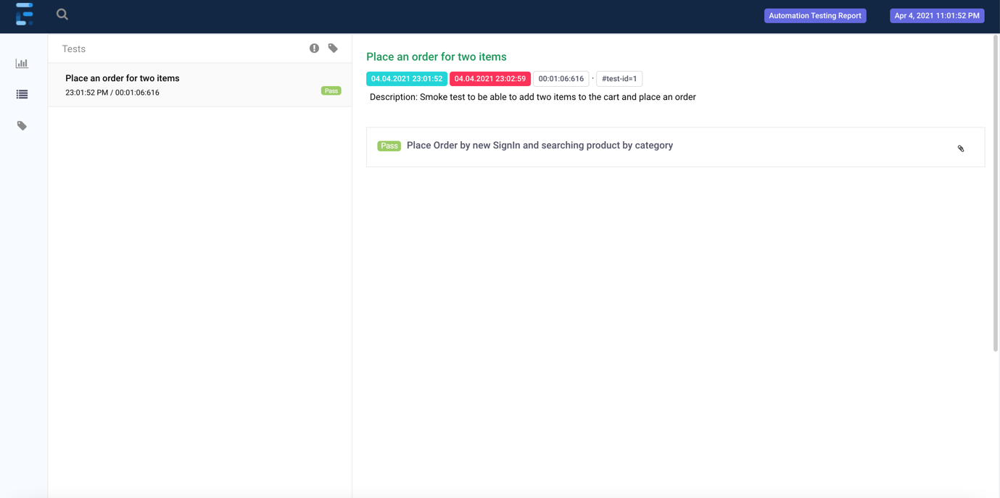 Automation Testing Report
Apr 4, 2021 11:01:52 PM
Tests
Place an order for two items
23:01:52 PM / 00:01:06:616
Pass
Place an order for two items
04.04.2021 23:01:52 04.04.2021 23:02:59 00:01:06:616 · #test-id=1
Description: Smoke test to be able to add two items to the cart and place an order
Pass Place Order by new SignIn and searching product by category